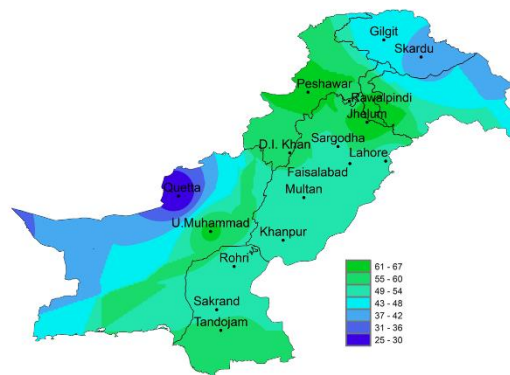 Gilgit
Skardu
Peshawar
Rawalpindi
Jhelum
Sargodha
D.I. Khan
Lahore
Faisalabad
Quetta
Multan
U.Muhammad
Khanpur
Rohri
Sakrand
Tandojam
61 - 67
55 - 60
49 - 54
43 - 48
37 - 42
31 - 36
25 - 30